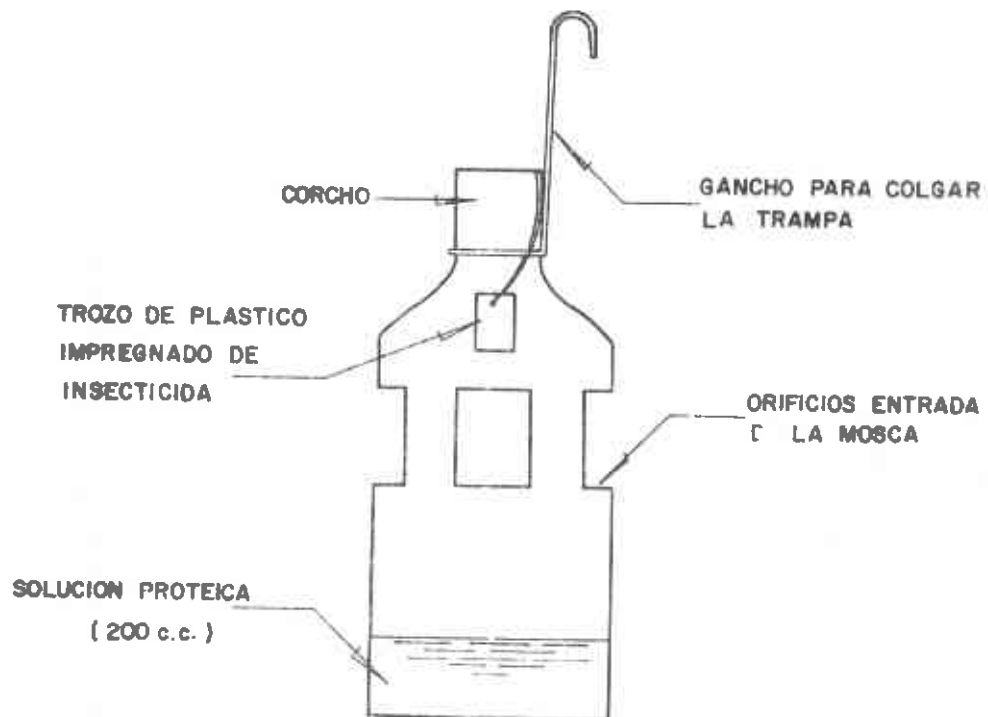 CORCHO
GANCHO PARA COLGAR
LA TRAMPA
TROZO DE PLASTICO
IMPREGNADO DE
INSECTICIDA
ORIFICIOS ENTRADA
LA MOSCA
SOLUCION PROTEICA
( 200 c.c. )